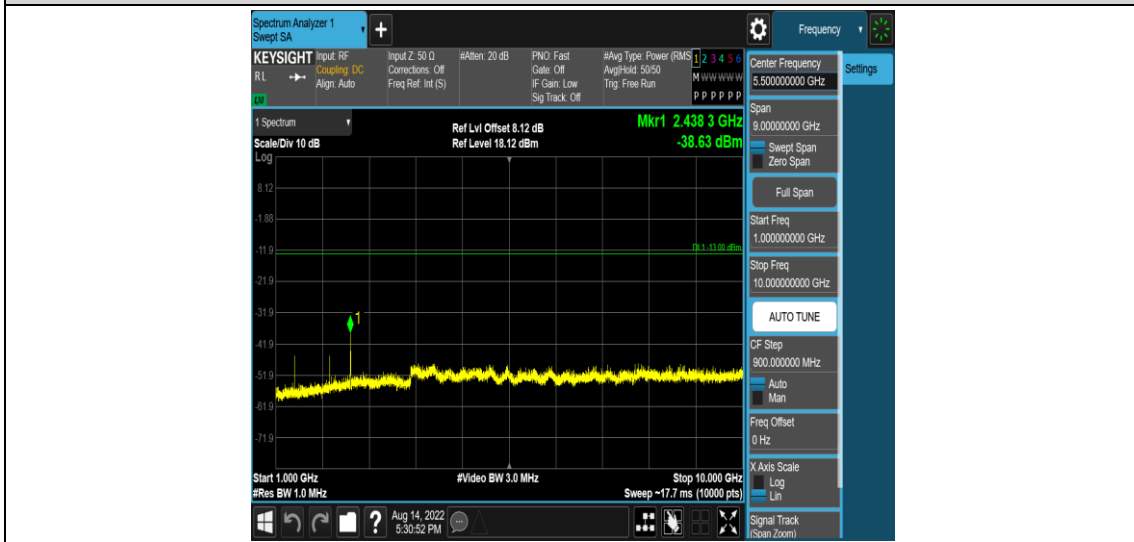 Spectrum Analyzer 1
Swept SA
+
Frequency
KEYSIGHT
RL
Input: RF
Coupling: DC
Align: Auto
Input Z: 50 Ω
Corrections: Off
Freq Ref: Int (S)
#Atten: 20 dB
PNO: Fast
Gate: Off
IF Gain: Low
Sig Track: Off
#Avg Type: Power (RMS
Avg|Hold: 50/50
Trig: Free Run
1 2 3 4 5 6
M W W W W W
P P P P P P
1 Spectrum
Scale/Div 10 dB
Ref Lvl Offset 8.12 dB
Ref Level 18.12 dBm
Mkr1 2.438 3 GHz
-38.63 dBm
Log
8.12
-1.88
-11.9
DL1 -13.00 dBm
-21.9
-31.9
1
-41.9
-51.9
-61.9
-71.9
Start 1.000 GHz
#Res BW 1.0 MHz
#Video BW 3.0 MHz
Stop 10.000 GHz
Sweep ~17.7 ms (10000 pts)
?
Aug 14, 2022
5:30:52 PM
Center Frequency
5.500000000 GHz
Settings
Span
9.00000000 GHz
Swept Span
Zero Span
Full Span
Start Freq
1.000000000 GHz
Stop Freq
10.000000000 GHz
AUTO TUNE
CF Step
900.000000 MHz
Auto
Man
Freq Offset
0 Hz
X Axis Scale
Log
Lin
Signal Track
(Span Zoom)